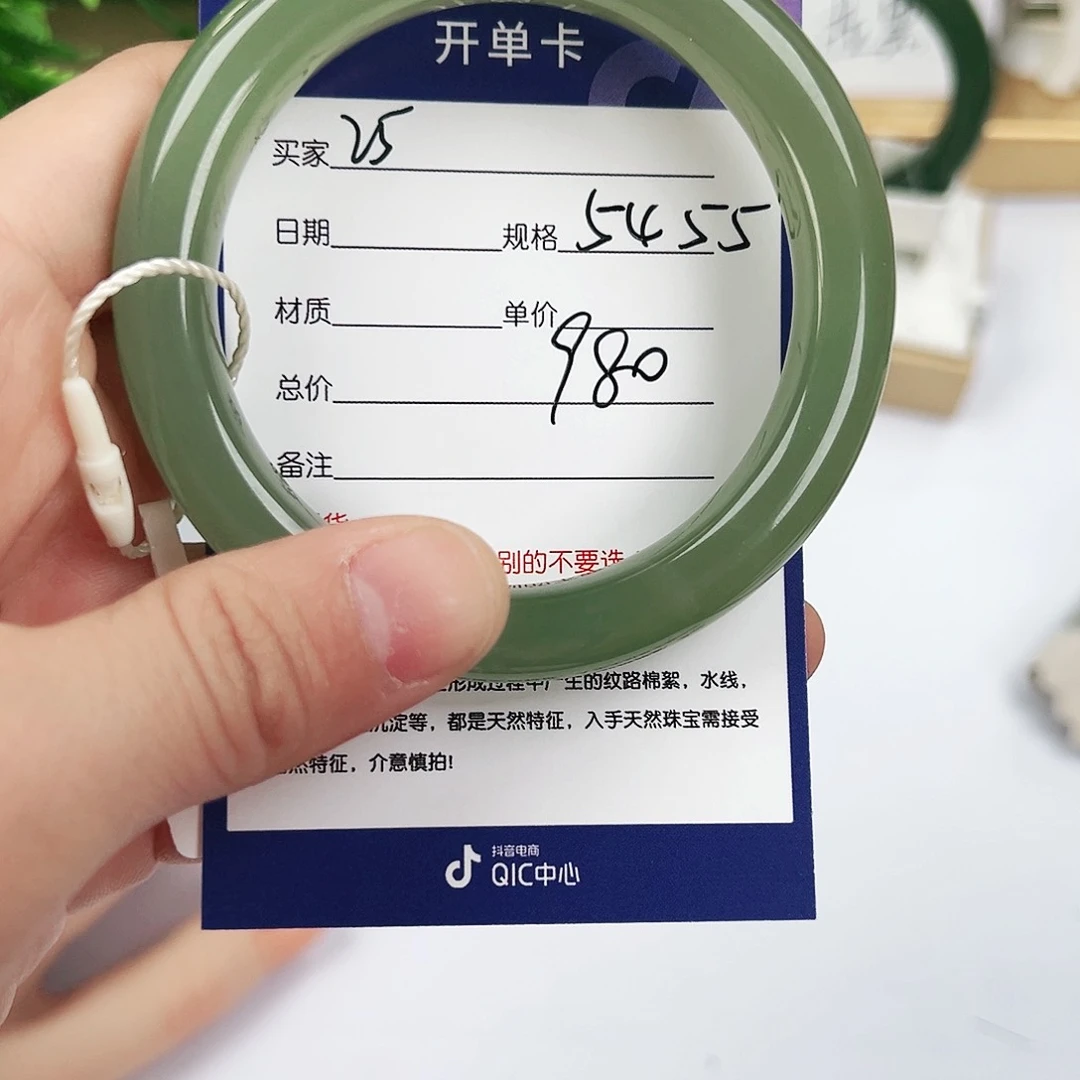 开单卡
买家 V5
日期 规格 5455
材质 单价
980
总价
备注
货
别的不要选
形成过程中产生的纹路棉絮，水线，
沉淀等，都是天然特征，入手天然珠宝需接受
然特征，介意慎拍!
抖音电商
QIC中心